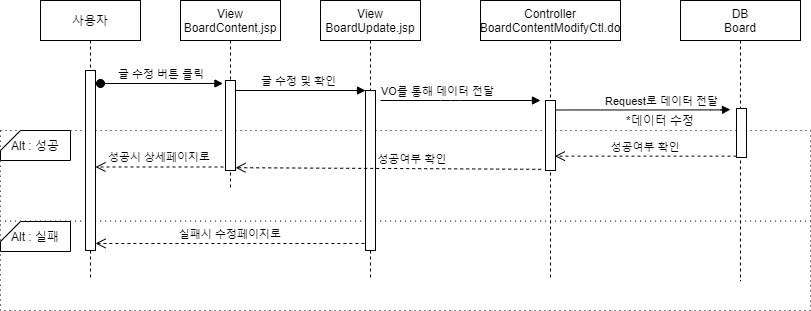 사용자
View
BoardContent.jsp
View
BoardUpdate.jsp
Controller
BoardContentModifyCtl.do
DB
Board
글 수정 버튼 클릭
글 수정 및 확인
VO를 통해 데이터 전달
Request로 데이터 전달
*데이터 수정
Alt : 성공
성공시 상세페이지로
성공여부 확인
성공여부 확인
Alt : 실패
실패시 수정페이지로